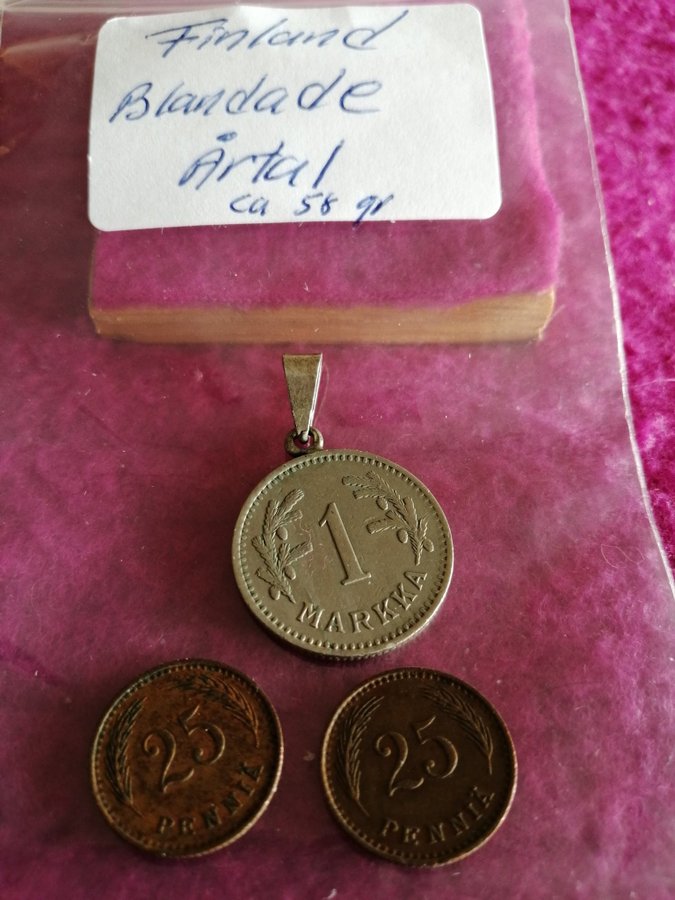 Finland
Blandade
Årtal
ca 58 gr
1
MARKKA
25
PENNIÄ
25
PENNIÄ